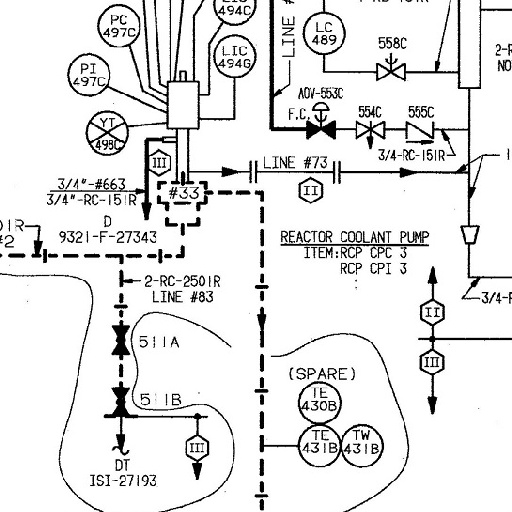 494C
PC
497C
LIC
494G
PI
497C
YT
498C
LC
489
LINE #
558C
AOV-553C
F.C.
554C
555C
3/4-RC-151R
2-R
NO
III
LINE #73
II
3/4"-#663
3/4"-RC-151R
#33
D
9321-F-27343
01R
#2
REACTOR COOLANT PUMP
ITEM:RCP CPC 3
RCP CPI 3
2-RC-2501R
LINE #83
3/4-F
II
III
511A
511B
(SPARE)
TE
430B
TE
431B
TW
431B
III
DT
ISI-27193